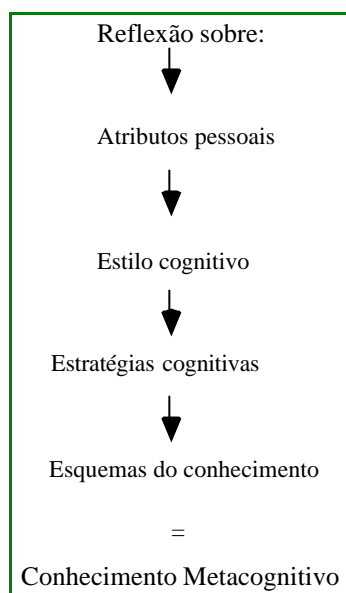 Reflexão sobre:
Atributos pessoais
Estilo cognitivo
Estratégias cognitivas
Esquemas do conhecimento
=
Conhecimento Metacognitivo